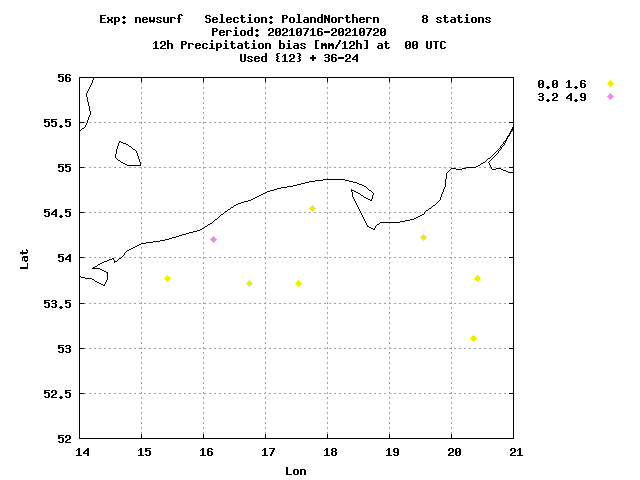 Exp: newsurf   Selection: PolandNorthern      8 stations
Period: 20210716-20210720
12h Precipitation bias [mm/12h] at  00 UTC
Used {12} + 36-24
0.0 1.6
3.2 4.9
56
55.5
55
54.5
54
53.5
53
52.5
52
Lat
14 15 16 17 18 19 20 21
Lon